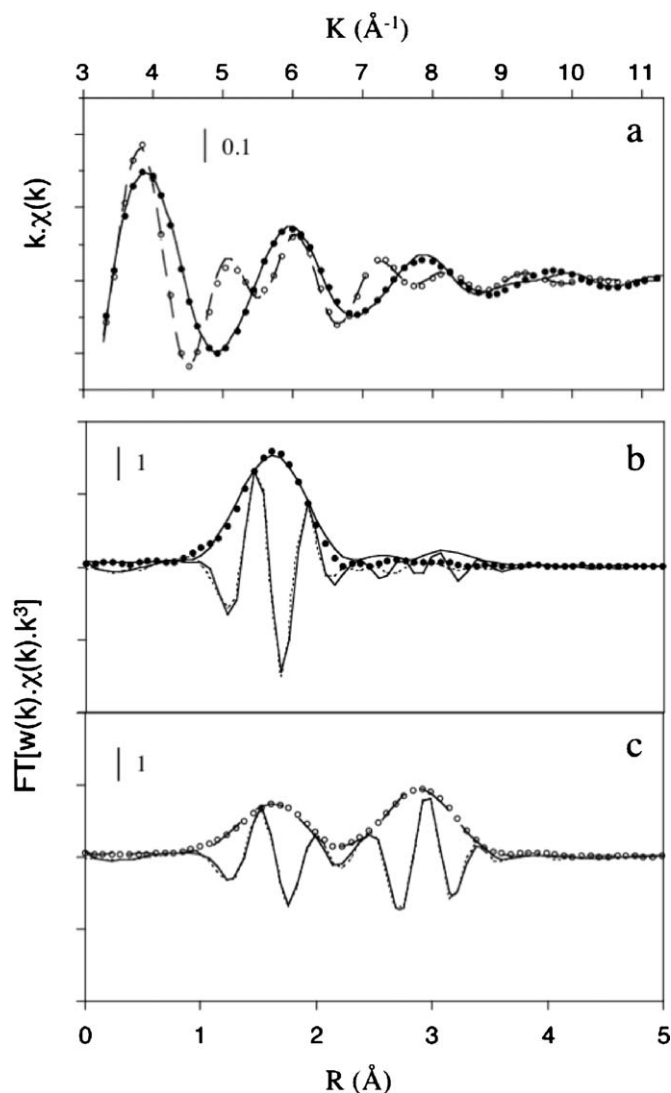 K (Å⁻¹)
3 4 5 6 7 8 9 10 11
a
0.1
k.χ(k)
b
1
FT[w(k).χ(k).k³]
c
1
0 1 2 3 4 5
R (Å)